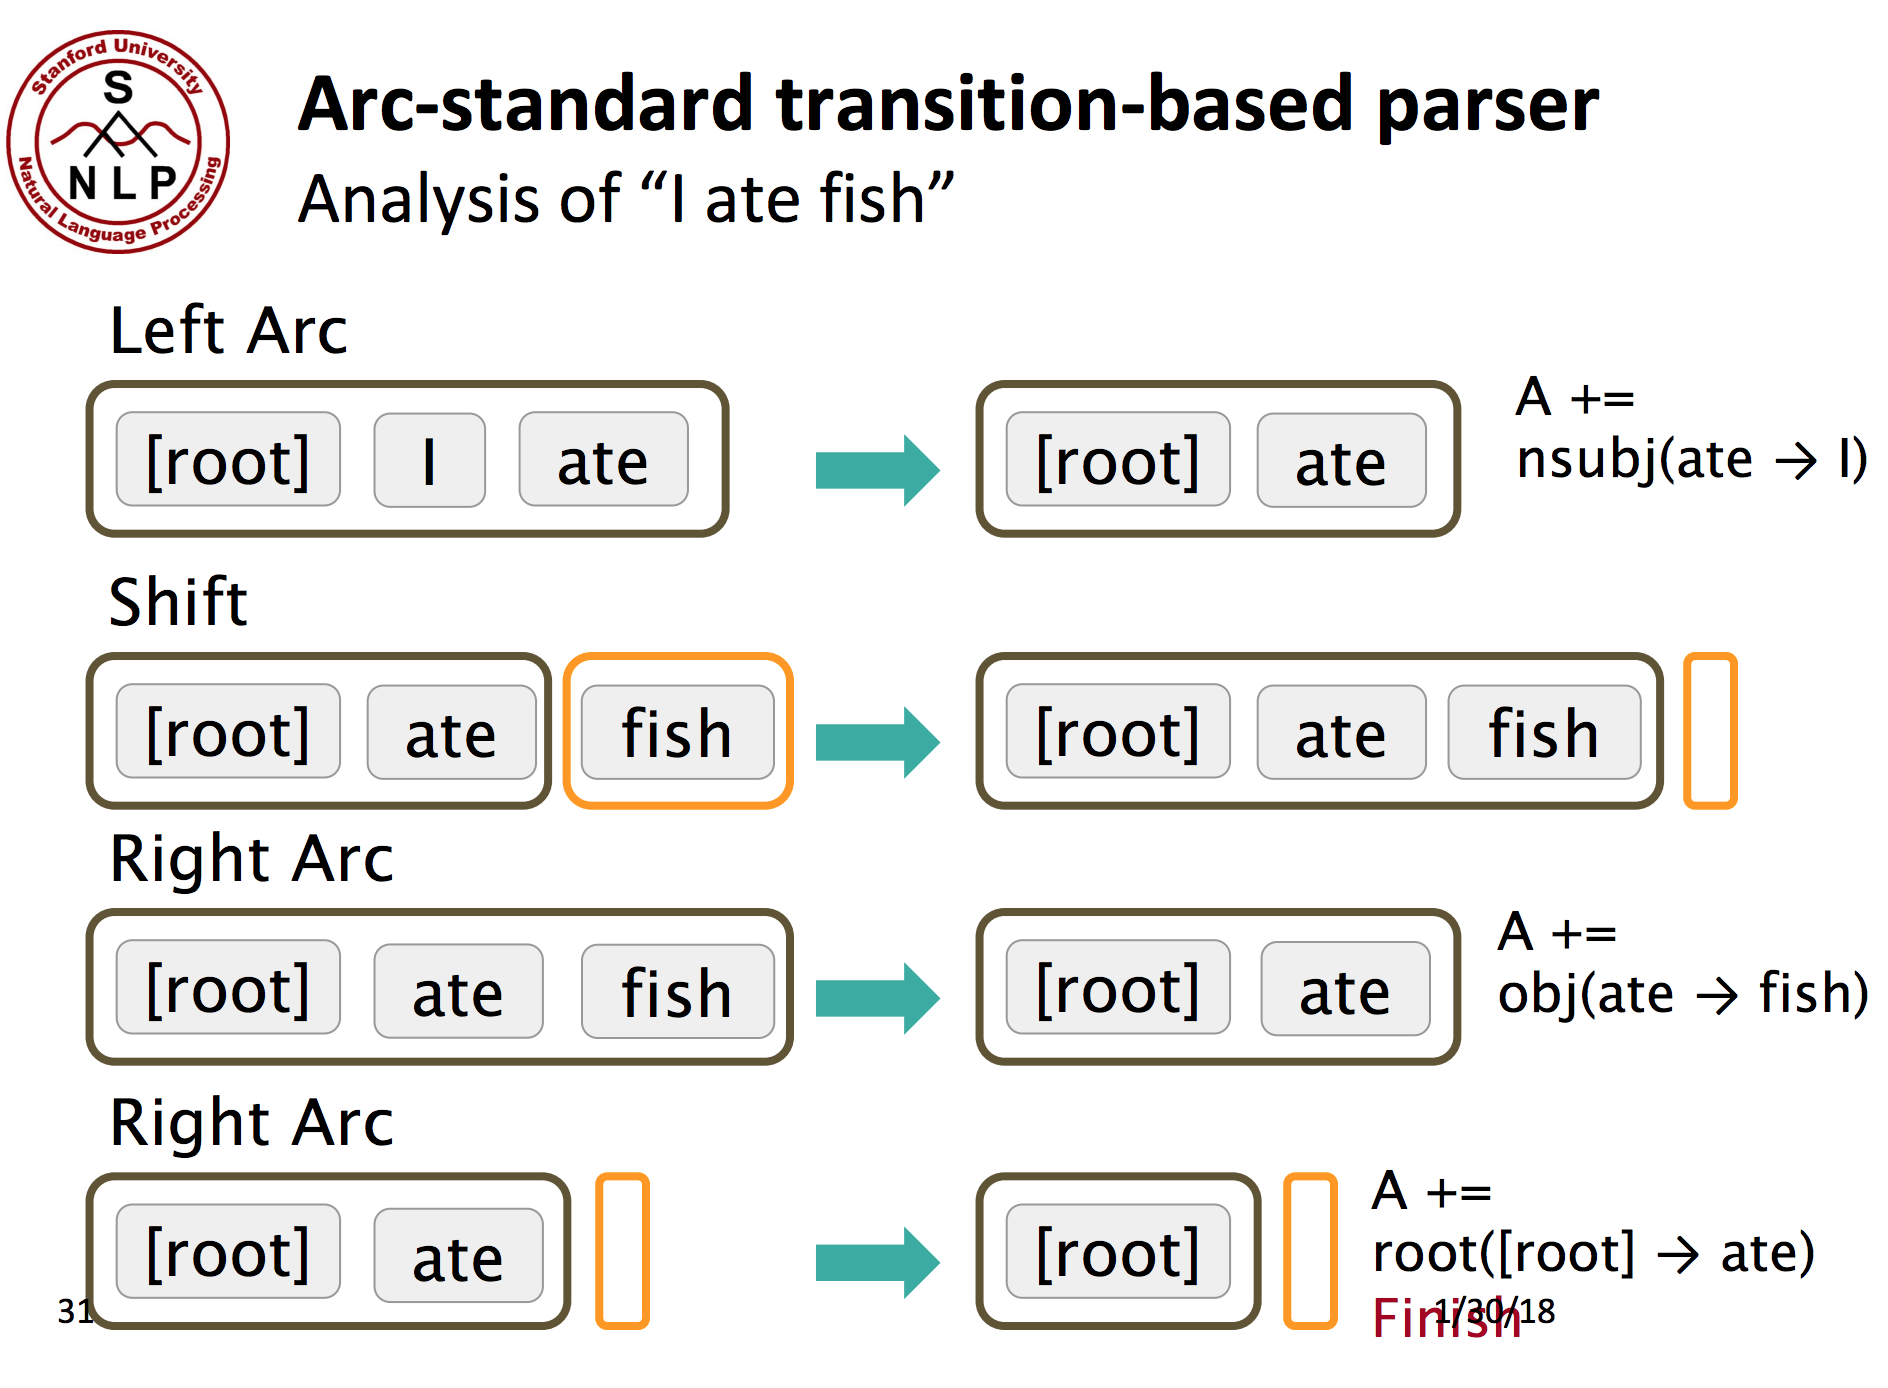 Stanford University
S
NLP
Natural Language Processing
Arc-standard transition-based parser
Analysis of “I ate fish”
Left Arc
[root] I ate [root] ate
A +=
nsubj(ate → I)
Shift
[root] ate fish [root] ate fish
Right Arc
[root] ate fish [root] ate
A +=
obj(ate → fish)
Right Arc
[root] ate [root]
A +=
root([root] → ate)
Finish
31
1/30/18